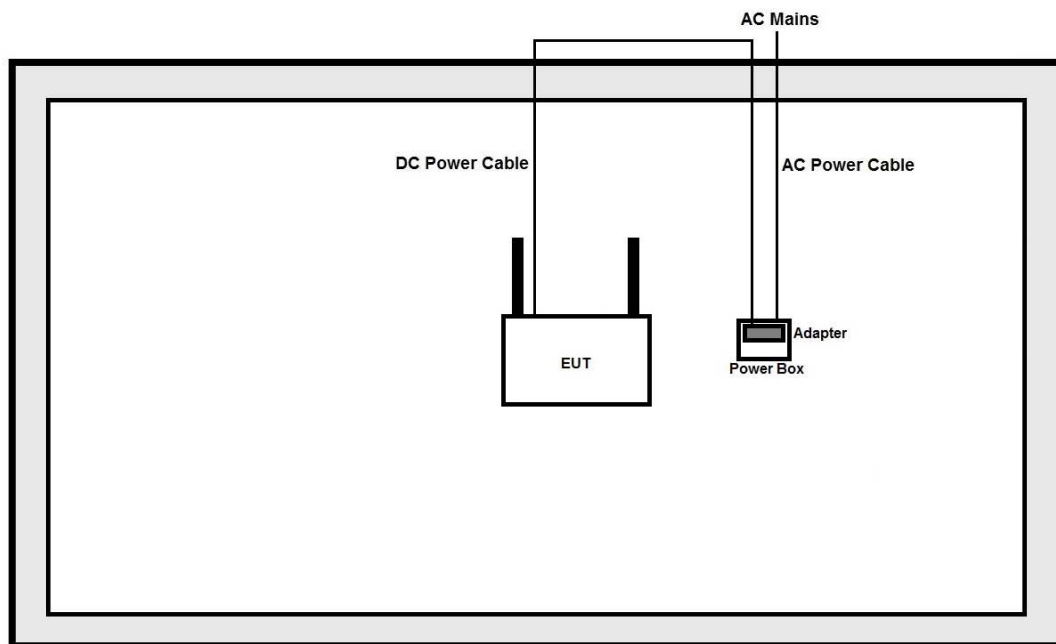 AC Mains
DC Power Cable
AC Power Cable
Adapter
EUT
Power Box